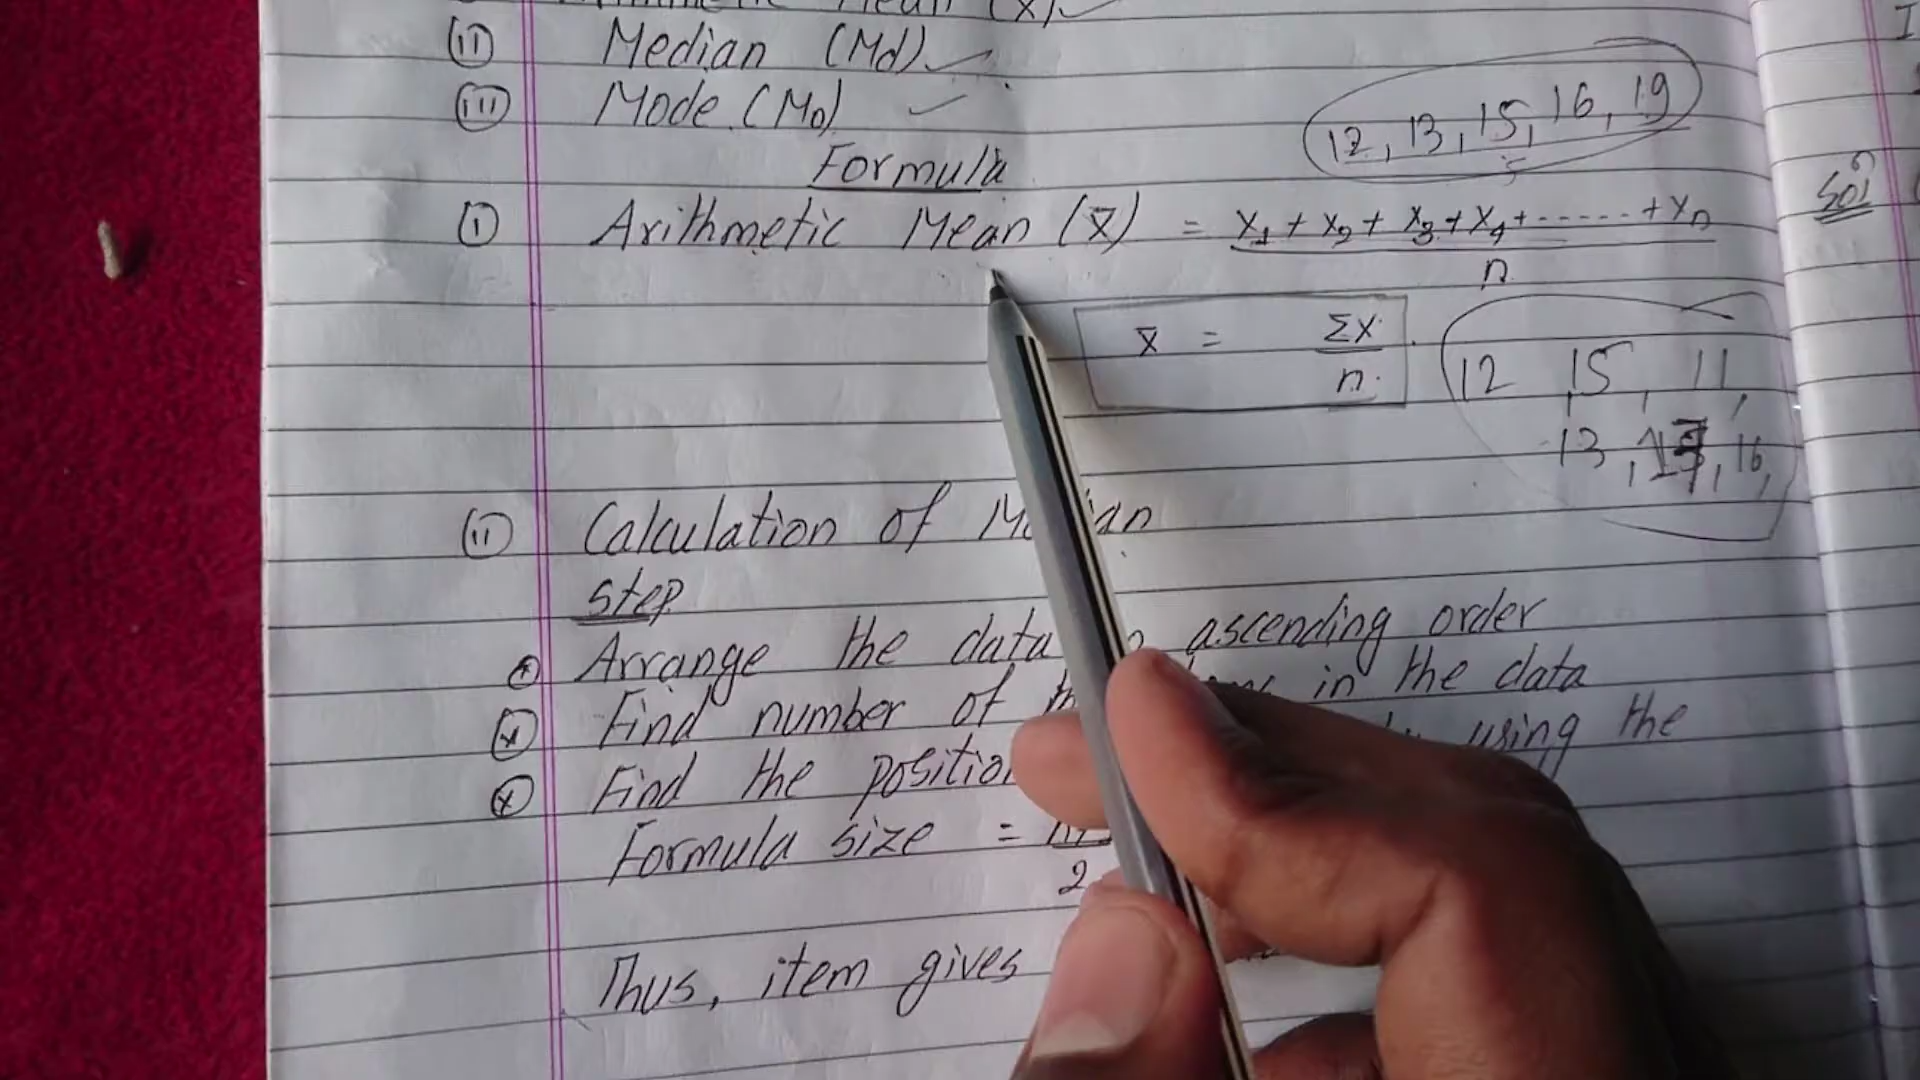 Mean (x̄)
(ii) Median (Md)
(iii) Mode (Mo)
12, 13, 15, 16, 19
Formula
(i) Arithmetic Mean (x̄) = x1 + x2 + x3 + x4 + ------ + xn
n
x̄ = Σx
n
12, 15, 11,
13, 16,
(ii) Calculation of
step
Arrange the data ascending order
Find number of in the data
Find the using the
Formula size =
2
Thus, item gives
Soln